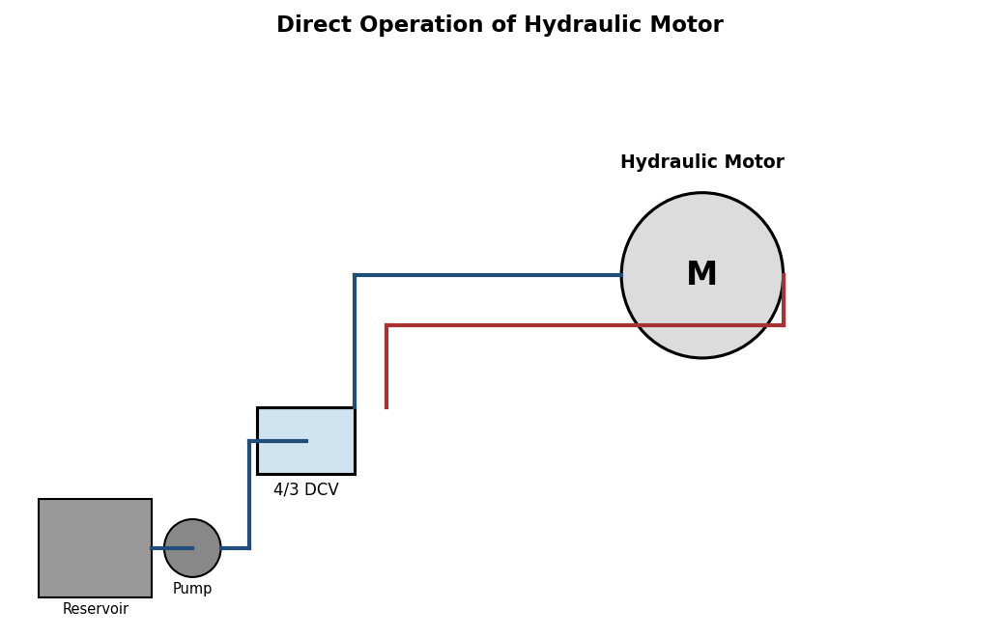 Direct Operation of Hydraulic Motor
Hydraulic Motor
M
4/3 DCV
Pump
Reservoir